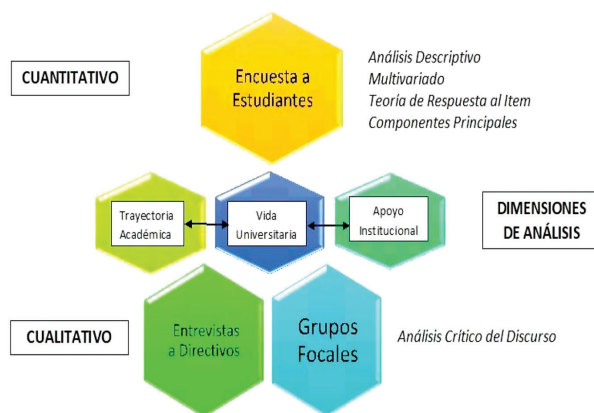 CUANTITATIVO
Encuesta a
Estudiantes
Análisis Descriptivo
Multivariado
Teoría de Respuesta al Item
Componentes Principales
Trayectoria
Académica
Vida
Universitaria
Apoyo
Institucional
DIMENSIONES
DE ANÁLISIS
CUALITATIVO
Entrevistas
a Directivos
Grupos
Focales
Análisis Crítico del Discurso